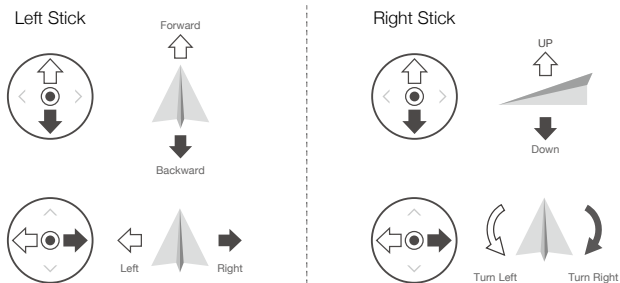 Left Stick
Forward
Backward
Left
Right
Right Stick
UP
Down
Turn Left
Turn Right